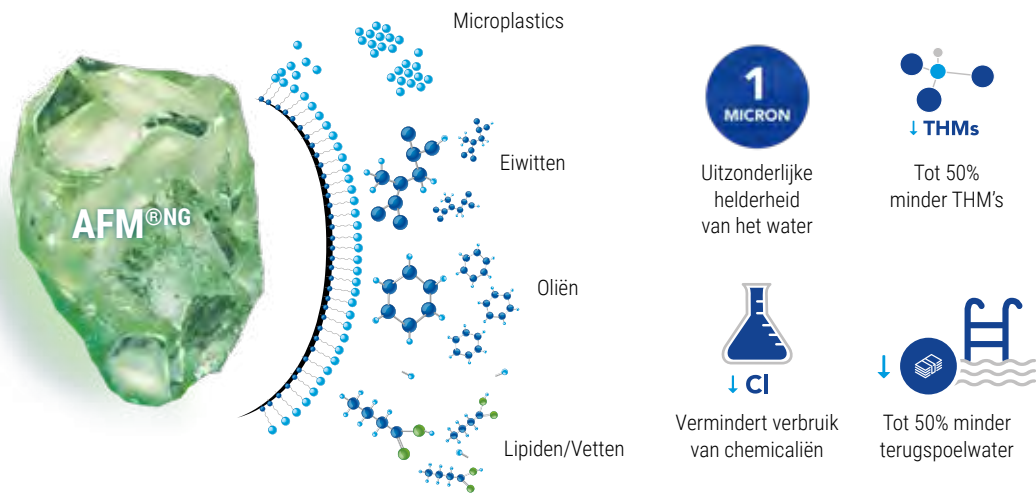 Microplastics
Eiwitten
AFM®NG
Oliën
Lipiden/Vetten
1
MICRON
Uitzonderlijke
helderheid
van het water
↓ THMs
Tot 50%
minder THM's
↓ Cl
Vermindert verbruik
van chemicaliën
Tot 50% minder
terugspoelwater